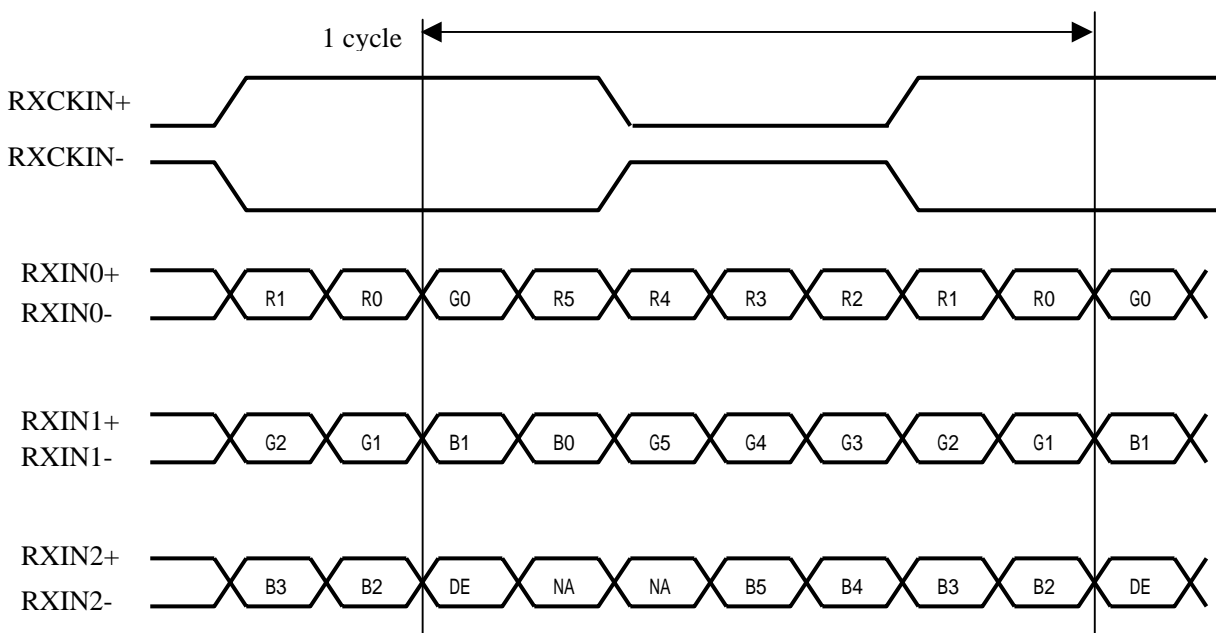 1 cycle
RXCKIN+
RXCKIN-
RXIN0+
R1 R0 G0 R5 R4 R3 R2 R1 R0 G0
RXIN0-
RXIN1+
G2 G1 B1 B0 G5 G4 G3 G2 G1 B1
RXIN1-
RXIN2+
B3 B2 DE NA NA B5 B4 B3 B2 DE
RXIN2-